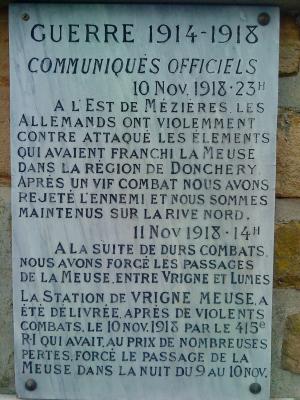 GUERRE 1914-1918
COMMUNIQUÉS OFFICIELS
10 NOV. 1918·23H
A L'EST DE MÉZIÈRES, LES
ALLEMANDS ONT VIOLEMMENT
CONTRE ATTAQUÉ LES ÉLÉMENTS
QUI AVAIENT FRANCHI LA MEUSE
DANS LA RÉGION DE DONCHERY.
APRÈS UN VIF COMBAT NOUS AVONS
REJETÉ L'ENNEMI ET NOUS SOMMES
MAINTENUS SUR LA RIVE NORD.
11 NOV 1918·14H
A LA SUITE DE DURS COMBATS,
NOUS AVONS FORCÉ LES PASSAGES
DE LA MEUSE, ENTRE VRIGNE ET LUMES
LA STATION DE VRIGNE MEUSE, A
ÉTÉ DÉLIVRÉE, APRÈS DE VIOLENTS
COMBATS, LE 10 NOV. 1918 PAR LE 415e
R·I QUI AVAIT, AU PRIX DE NOMBREUSES
PERTES, FORCÉ LE PASSAGE DE LA
MEUSE DANS LA NUIT DU 9 AU 10 NOV.